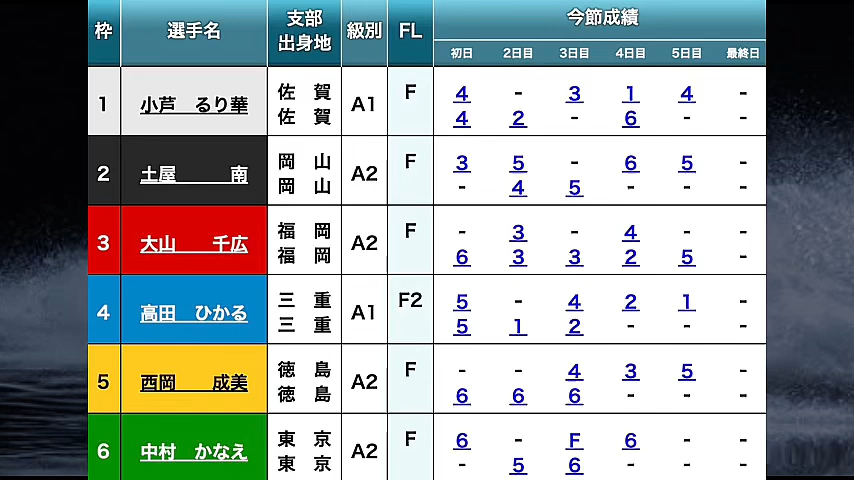 枠 選手名 支部 出身地 級別 FL 今節成績
初日 2日目 3日目 4日目 5日目 最終日
1 小芦 るり華 佐賀 A1 F 4 - 3 1 4 -
佐賀 4 2 - 6 - -
2 土屋 南 岡山 A2 F 3 5 - 6 5 -
岡山 - 4 5 - - -
3 大山 千広 福岡 A2 F - 3 - 4 - -
福岡 6 3 3 2 5 -
4 高田 ひかる 三重 A1 F2 5 - 4 2 1 -
三重 5 1 2 - - -
5 西岡 成美 徳島 A2 F - - 4 3 5 -
徳島 6 6 6 - - -
6 中村 かなえ 東京 A2 F 6 - F 6 - -
東京 - 5 6 - - -